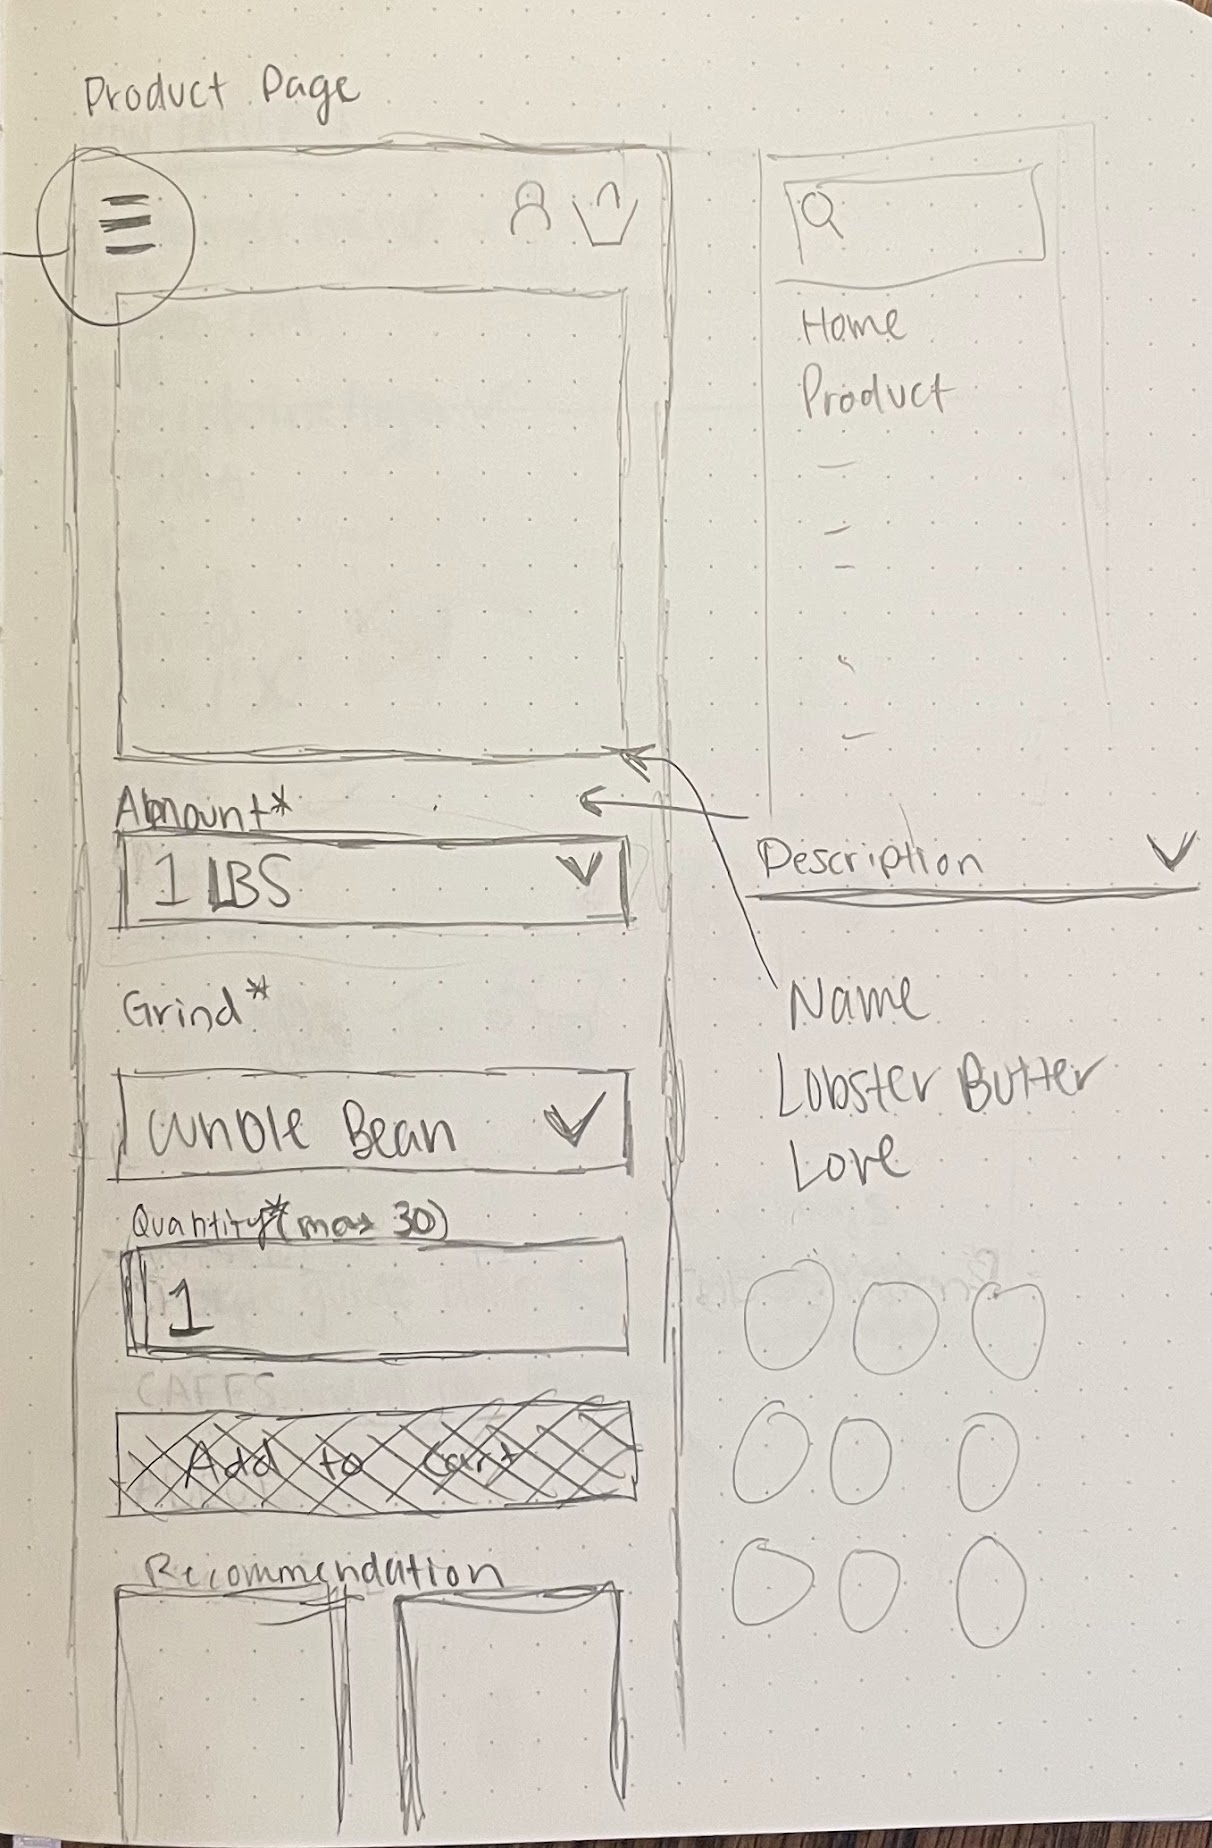 Product Page
Amount*
1 LBS
Grind*
Whole Bean
Quantity*(max 30)
1
Add to Cart
Recommendation
Home
Product
Description
Name
Lobster Butter
Love